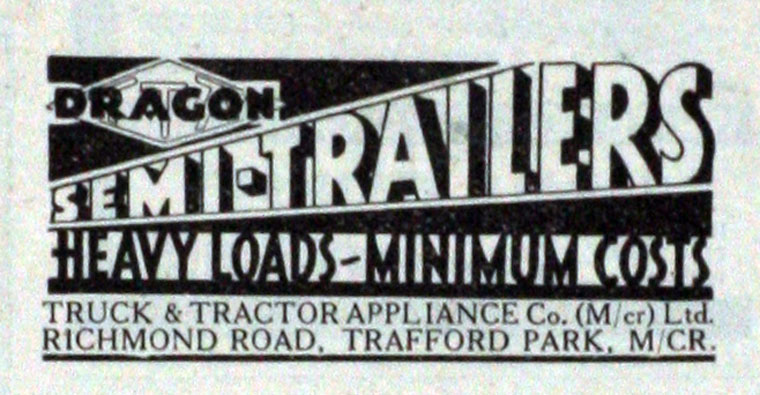 DRAGON
SEMI-TRAILERS
HEAVY LOADS-MINIMUM COSTS
TRUCK & TRACTOR APPLIANCE Co. (M/cr) Ltd.
RICHMOND ROAD, TRAFFORD PARK, M/CR.